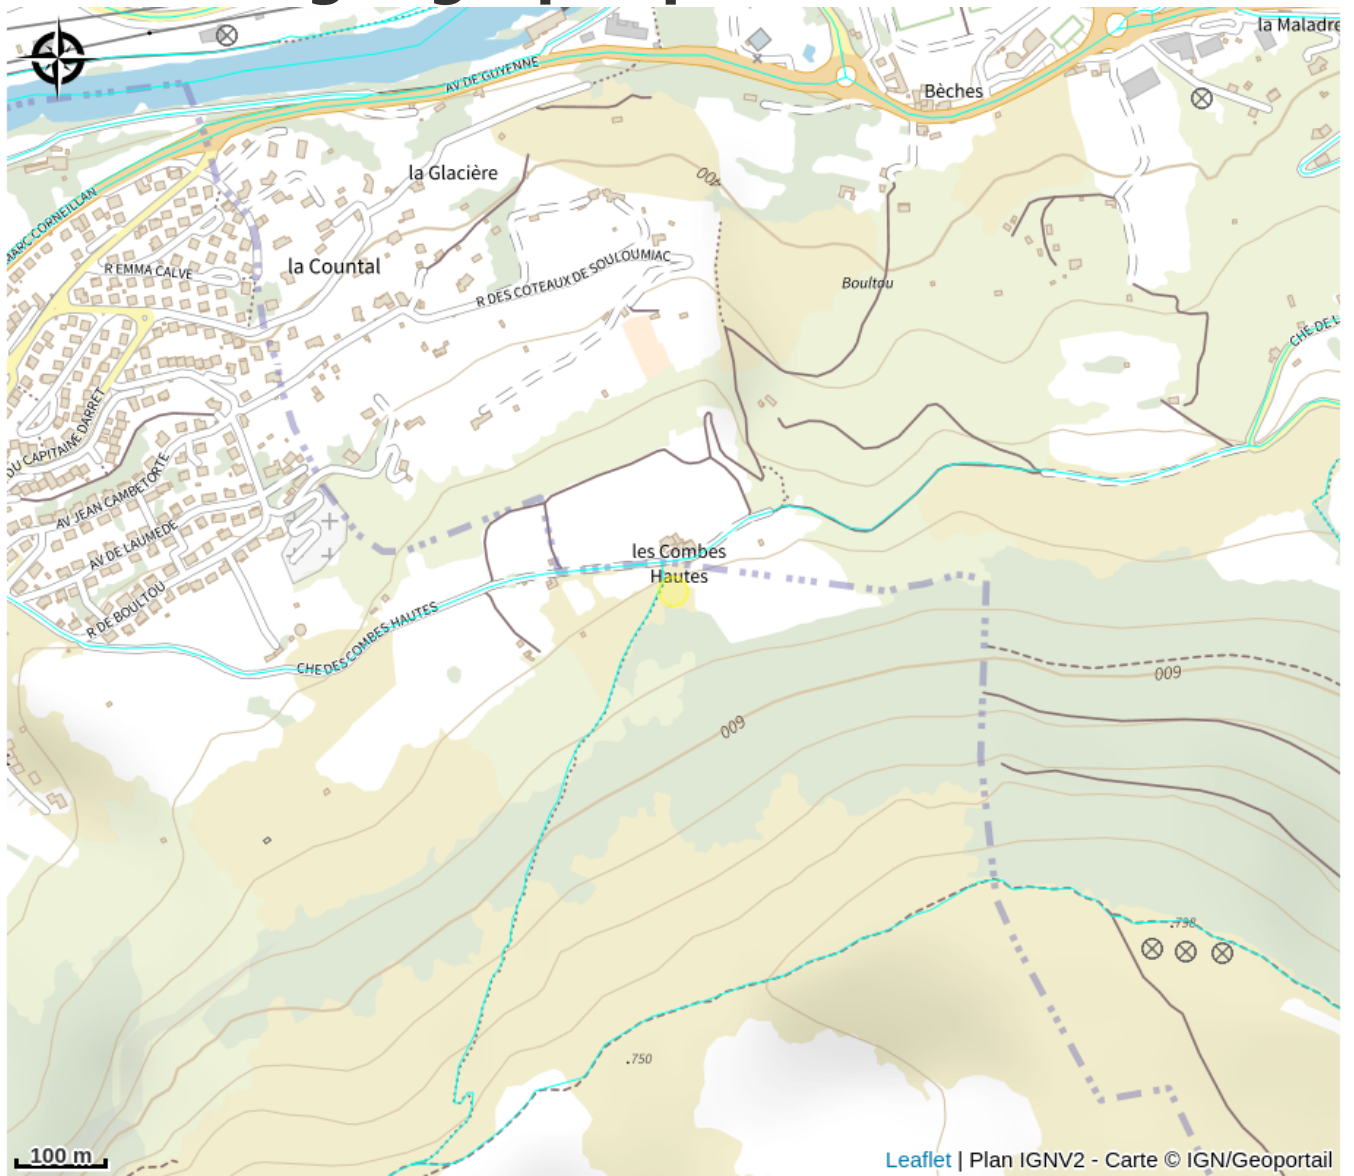 la Maladre
AV DE GUYENNE
Bèches
la Glacière
400
MARC CORNEILLAN
R EMMA CALVE
la Countal
R DES COTEAUX DE SOULOUMIAC
Boultou
CHE DE L
DU CAPITAINE DARRET
AV JEAN CAMBETORTE
AV DE LAUMEDE
R DE BOULTOU
les Combes
Hautes
CHE DES COMBES HAUTES
600
600
.798
.750
100 m
Leaflet | Plan IGNV2 - Carte © IGN/Geoportail